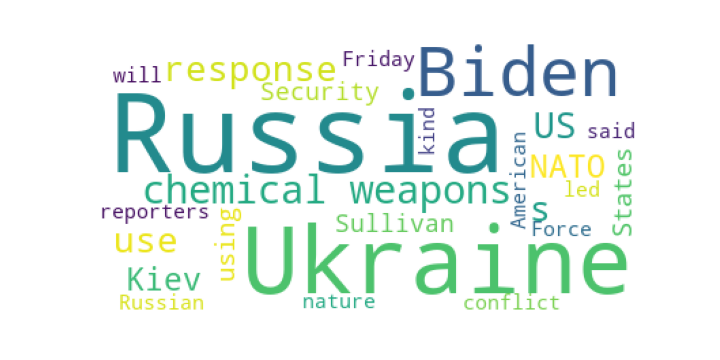 Friday
Biden
will
response
Security
Russia
kind
US
said
American
NATO
chemical weapons
led
States
reporters
s
Sullivan
Force
use
using
Ukraine
Kiev
Russian
nature
conflict